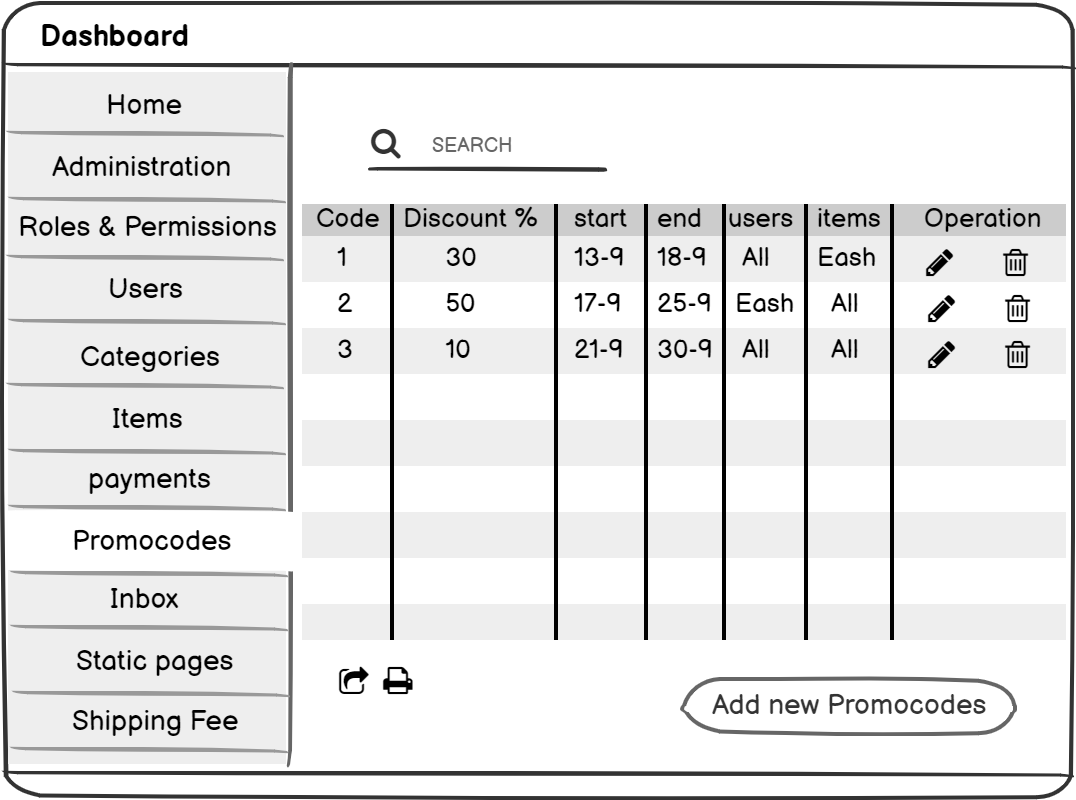 Dashboard
Home
Administration
Roles & Permissions
Users
Categories
Items
payments
Promocodes
Inbox
Static pages
Shipping Fee
SEARCH
Code Discount % start end users items Operation
1 30 13-9 18-9 All Eash
2 50 17-9 25-9 Eash All
3 10 21-9 30-9 All All
Add new Promocodes